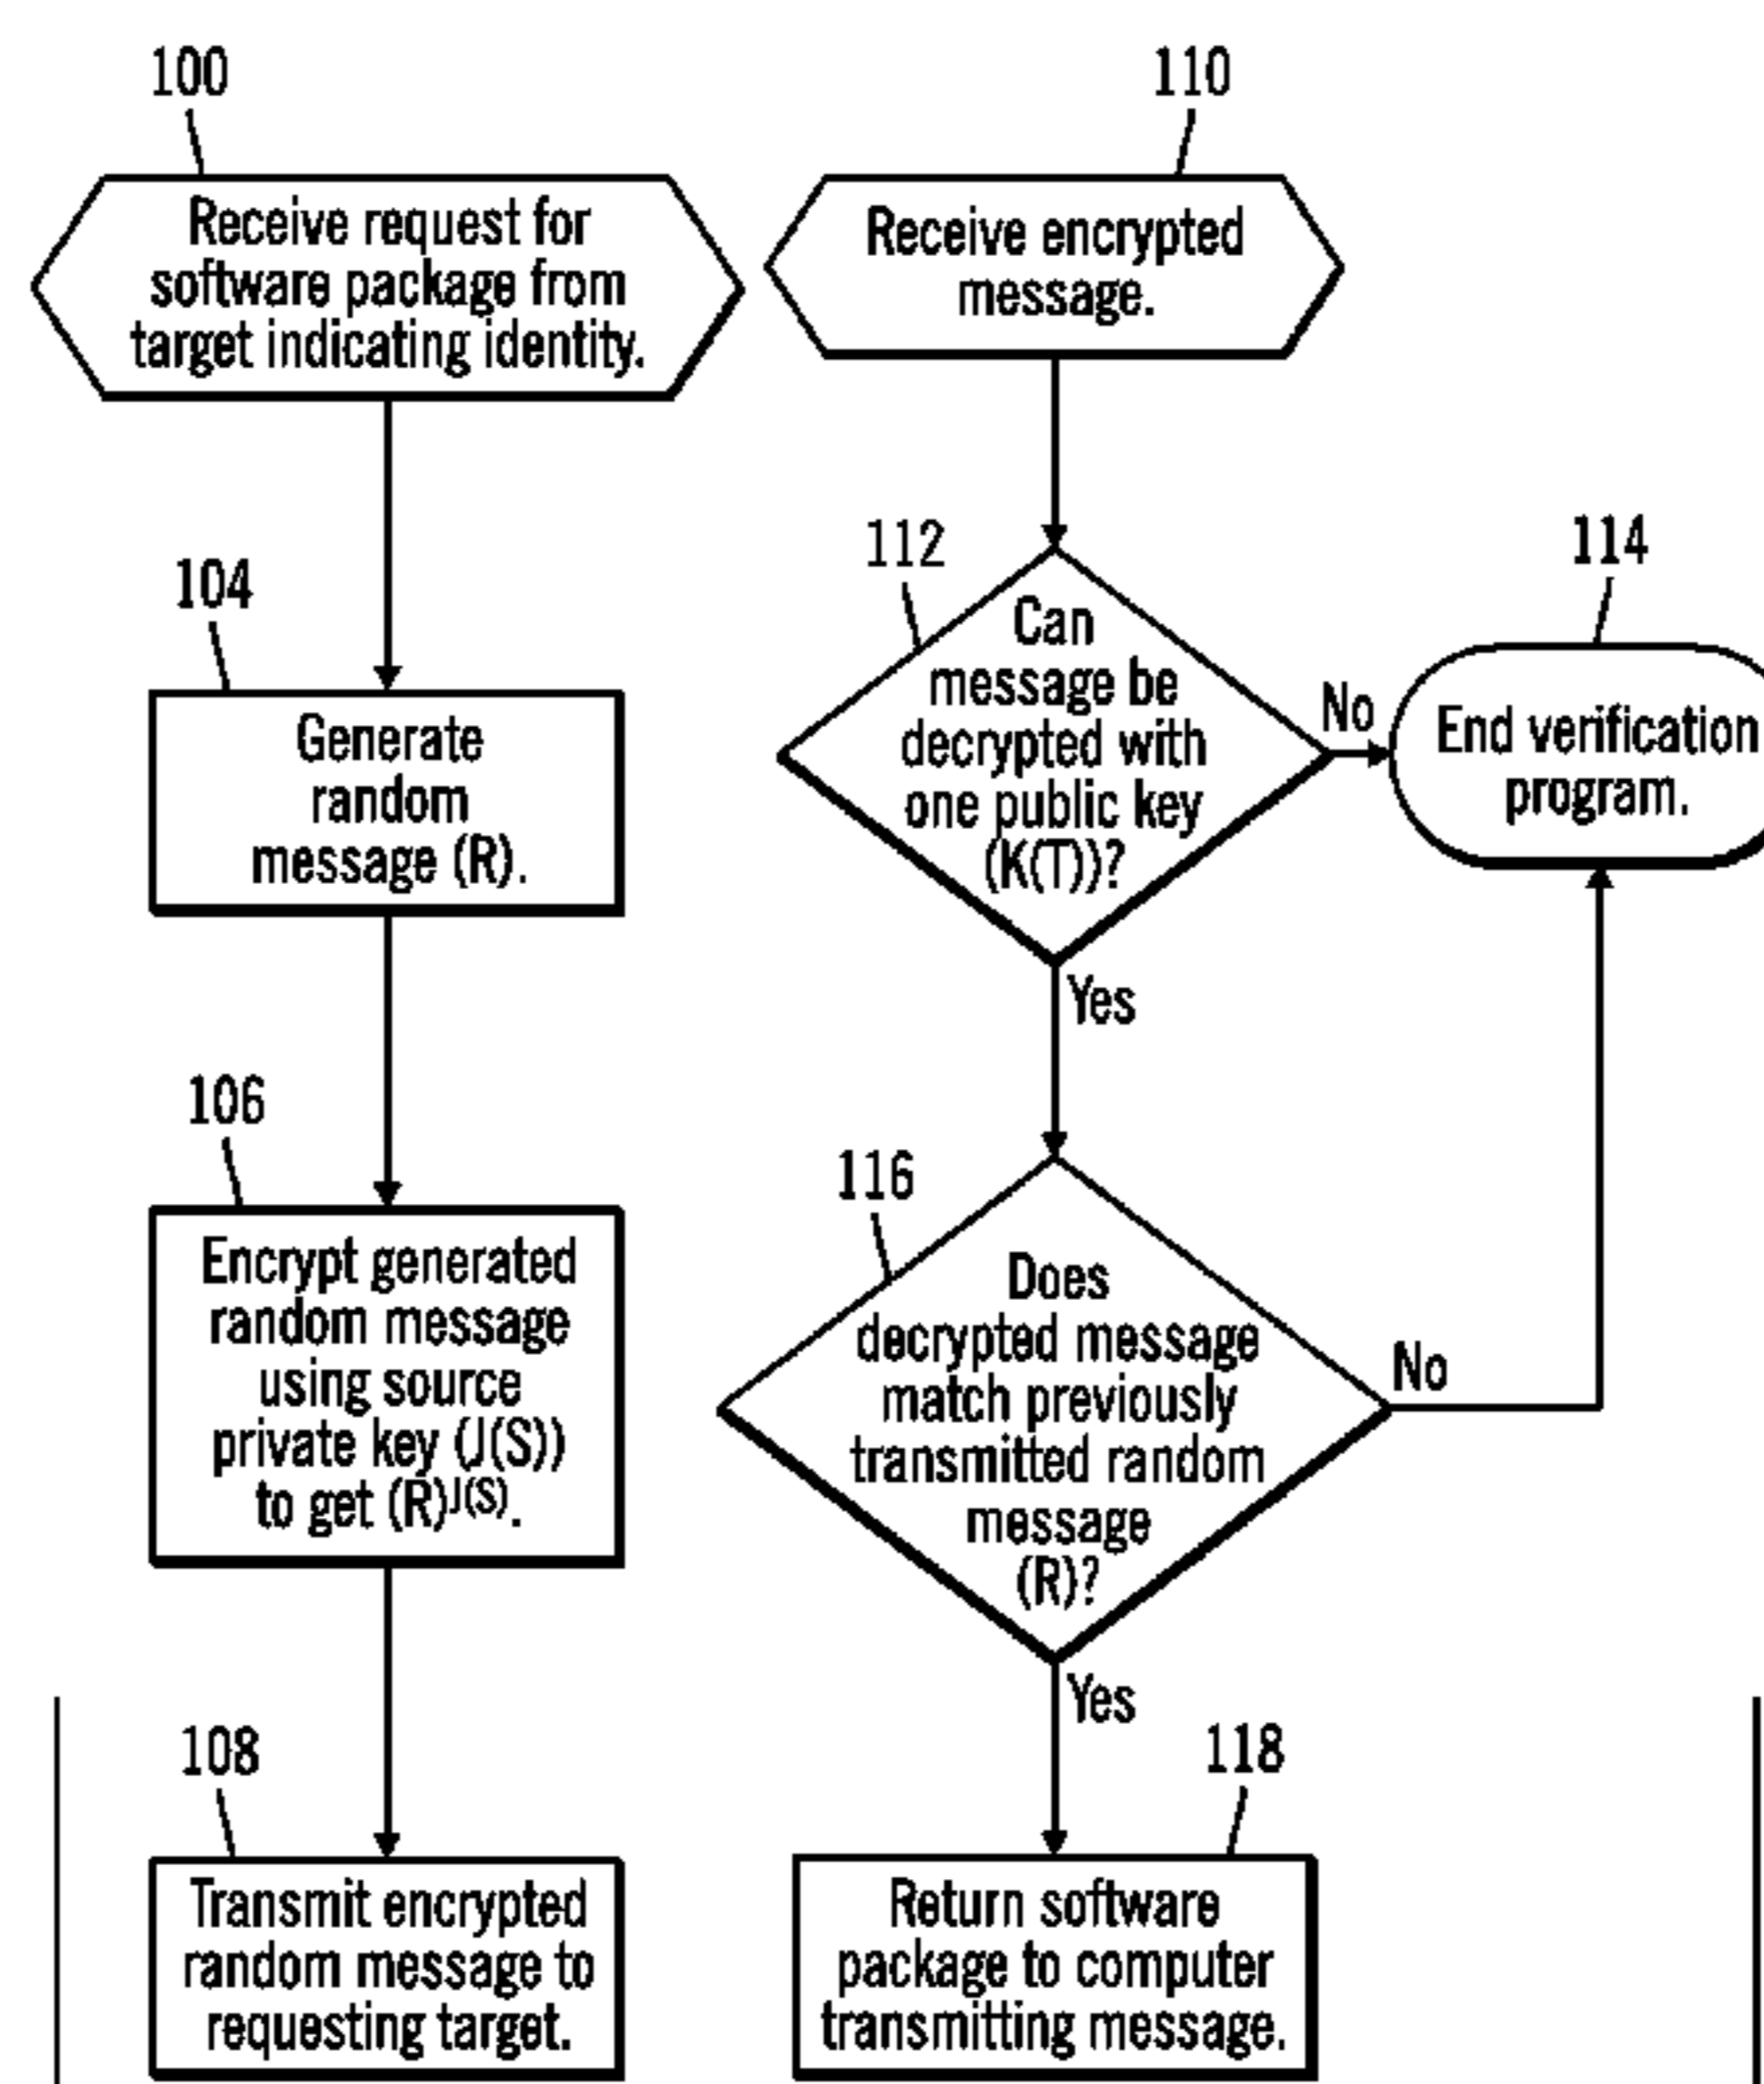 100
Receive request for
software package from
target indicating identity.
104
Generate
random
message (R).
106
Encrypt generated
random message
using source
private key (J(S))
to get (R)J(S).
108
Transmit encrypted
random message to
requesting target.
110
Receive encrypted
message.
112
Can
message be
decrypted with
one public key
(K(T))?
No
114
End verification
program.
Yes
116
Does
decrypted message
match previously
transmitted random
message
(R)?
No
Yes
118
Return software
package to computer
transmitting message.